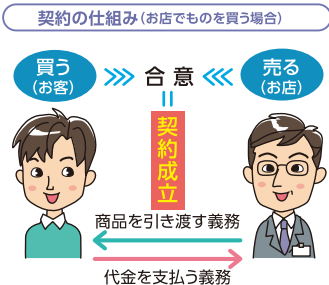 契約の仕組み(お店でものを買う場合)
買う
(お客)
合意
売る
(お店)
契約成立
商品を引き渡す義務
代金を支払う義務